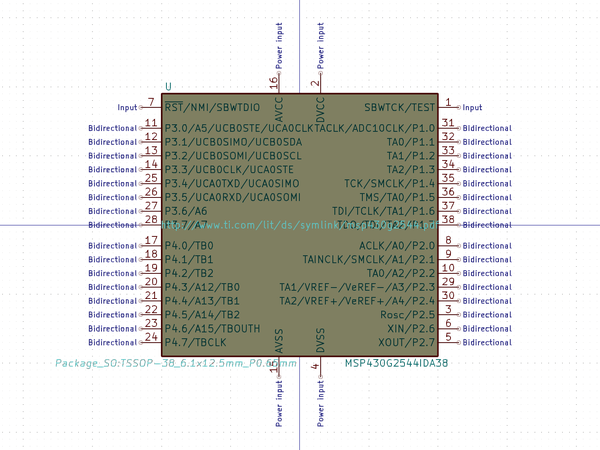 Power input
Power input
16
2
U
AVCC
DVCC
Input 7 RST/NMI/SBWTDIO SBWTCK/TEST 1 Input
Bidirectional 11 P3.0/A5/UCB0STE/UCA0CLK TACLK/ADC10CLK/P1.0 31 Bidirectional
Bidirectional 12 P3.1/UCB0SIMO/UCB0SDA TA0/P1.1 32 Bidirectional
Bidirectional 13 P3.2/UCB0SOMI/UCB0SCL TA1/P1.2 33 Bidirectional
Bidirectional 14 P3.3/UCB0CLK/UCA0STE TA2/P1.3 34 Bidirectional
Bidirectional 25 P3.4/UCA0TXD/UCA0SIMO TCK/SMCLK/P1.4 35 Bidirectional
Bidirectional 26 P3.5/UCA0RXD/UCA0SOMI TMS/TA0/P1.5 36 Bidirectional
Bidirectional 27 P3.6/A6 TDI/TCLK/TA1/P1.6 37 Bidirectional
Bidirectional 28 P3.7/A7 38 Bidirectional
Bidirectional 17 P4.0/TB0 ACLK/A0/P2.0 8 Bidirectional
Bidirectional 18 P4.1/TB1 TAINCLK/SMCLK/A1/P2.1 9 Bidirectional
Bidirectional 19 P4.2/TB2 TA0/A2/P2.2 10 Bidirectional
Bidirectional 20 P4.3/A12/TB0 TA1/VREF-/VeREF-/A3/P2.3 29 Bidirectional
Bidirectional 21 P4.4/A13/TB1 TA2/VREF+/VeREF+/A4/P2.4 30 Bidirectional
Bidirectional 22 P4.5/A14/TB2 Rosc/P2.5 3 Bidirectional
Bidirectional 23 P4.6/A15/TBOUTH XIN/P2.6 6 Bidirectional
Bidirectional 24 P4.7/TBCLK XOUT/P2.7 5 Bidirectional
AVSS
DVSS
Package_SO:TSSOP-38_6.1x12.5mm_P0.65mm
MSP430G2544IDA38
15
4
Power input
Power input